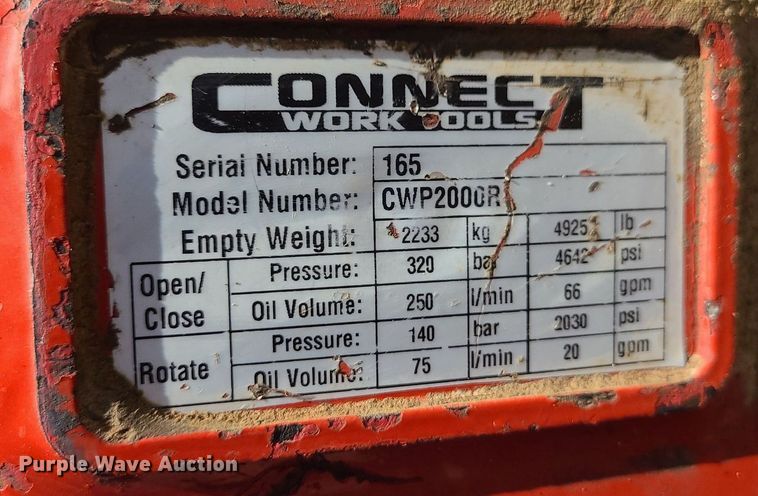 CONNECT
WORK TOOLS
Serial Number: 165
Model Number: CWP2000R
Empty Weight: 2233 kg 4925 lb
Open/Close Pressure: 320 bar 4642 psi
Oil Volume: 250 l/min 66 gpm
Rotate Pressure: 140 bar 2030 psi
Oil Volume: 75 l/min 20 gpm
Purple Wave Auction